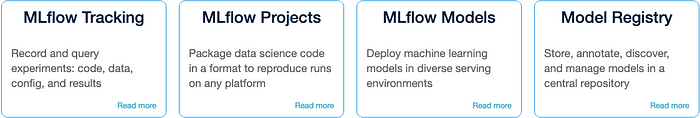 MLflow Tracking
Record and query
experiments: code, data,
config, and results
Read more
MLflow Projects
Package data science code
in a format to reproduce runs
on any platform
Read more
MLflow Models
Deploy machine learning
models in diverse serving
environments
Read more
Model Registry
Store, annotate, discover,
and manage models in a
central repository
Read more